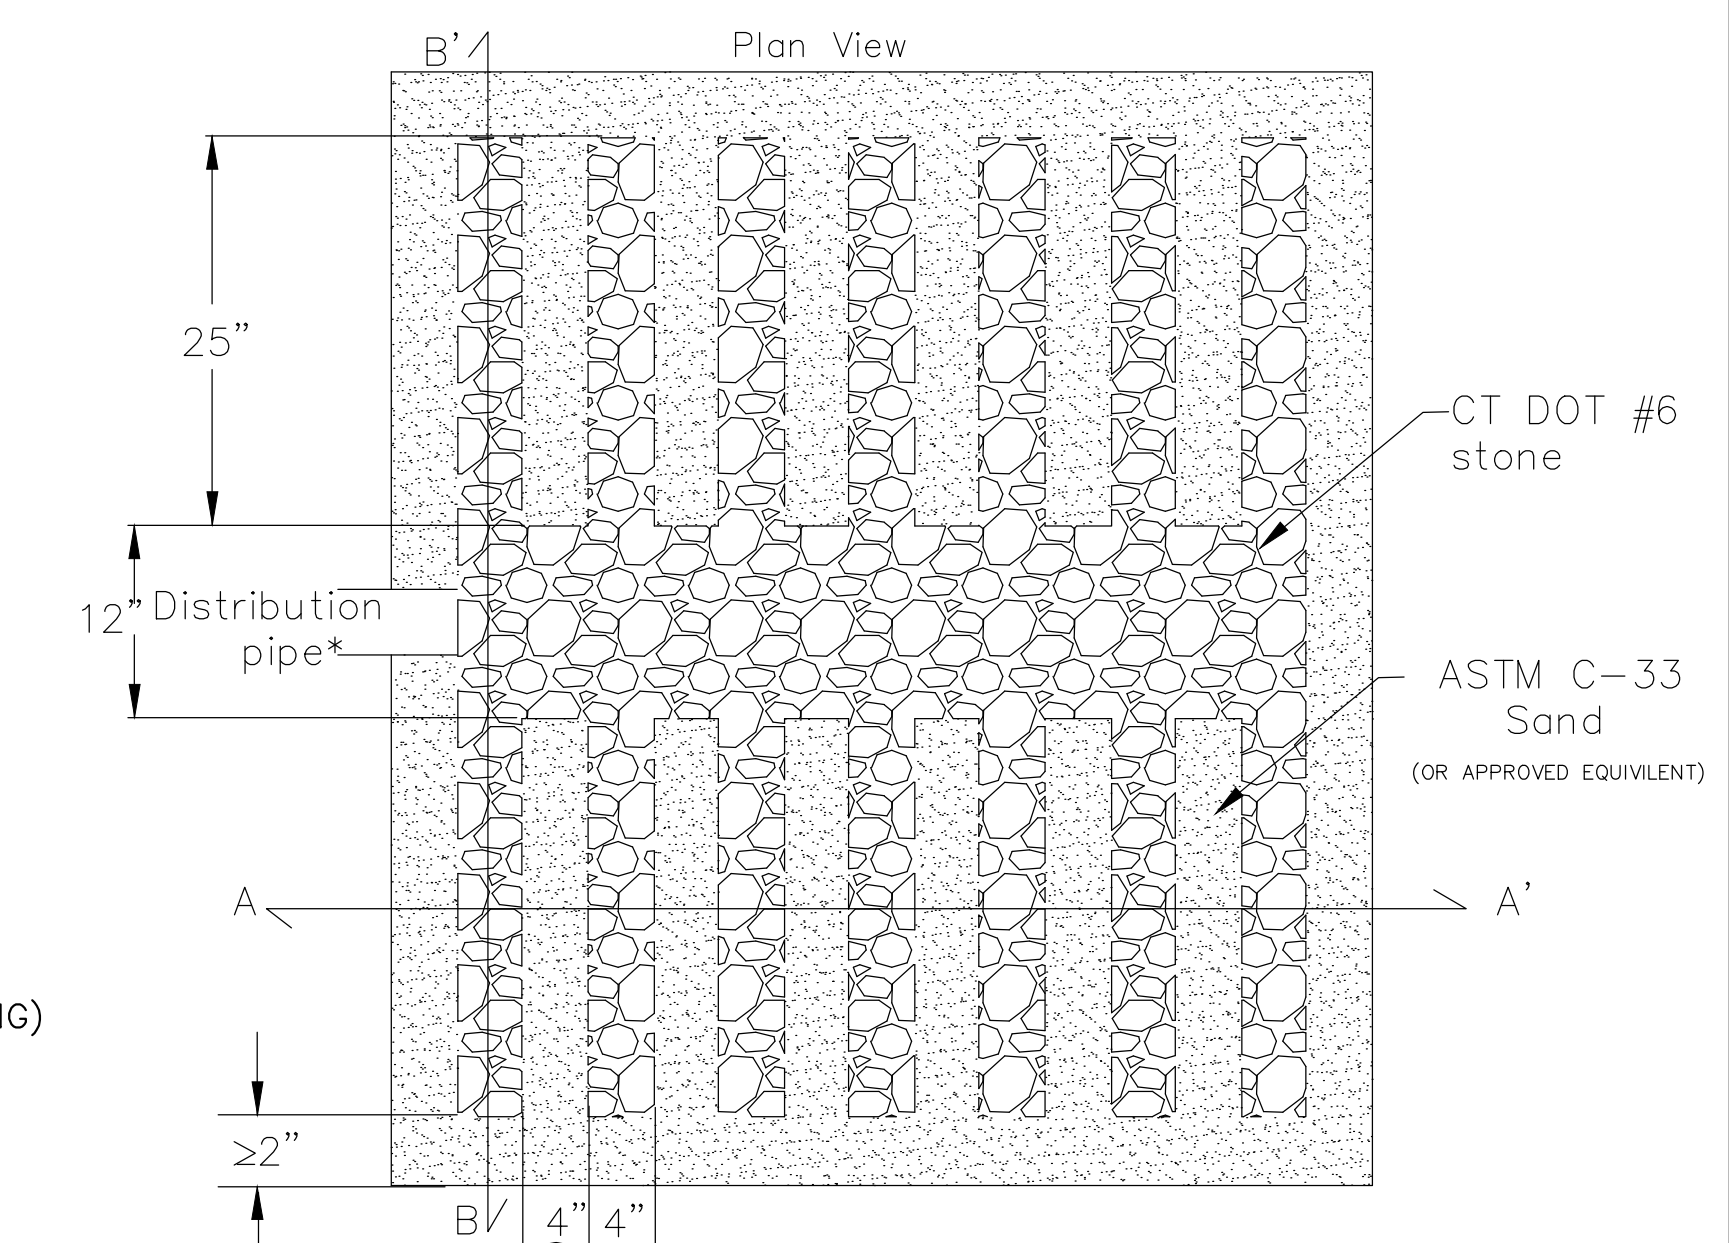 Plan View
B'
25"
CT DOT #6
stone
12"
Distribution
pipe*
ASTM C-33
Sand
(OR APPROVED EQUIVILENT)
A
A'
G)
≥2"
B
4" 4"